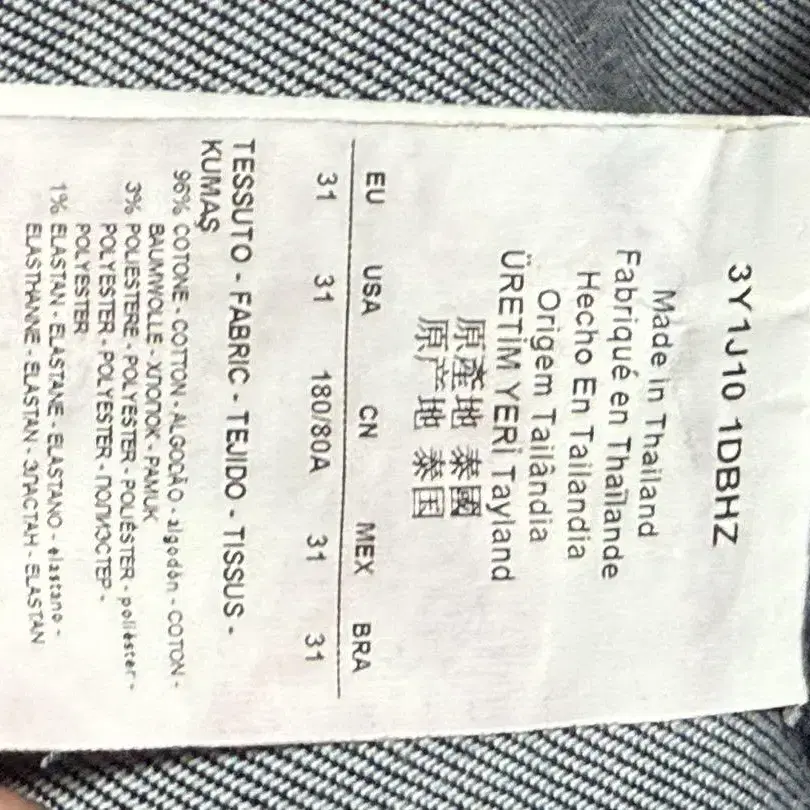 3Y1J10 1DBHZ
Made in Thailand
Fabriqué en Thaïlande
Hecho En Tailandia
Origem Tailândia
ÜRETİM YERİ Tayland
原產地 泰國
原产地 泰国
EU USA CN MEX BRA
31 31 180/80A 31 31
TESSUTO - FABRIC - TEJIDO - TISSUS -
KUMAŞ
96% COTONE - COTTON - ALGODÃO - algodón - COTON -
BAUMWOLLE - ХЛОПОК - PAMUK
3% POLIESTERE - POLYESTER - POLIÉSTER - poliéster -
POLYESTER - POLYESTER - ПОЛИЭСТЕР -
POLYESTER
1% ELASTAN - ELASTANE - ELASTANO - elastano -
ELASTHANNE - ELASTAN - ЭЛАСТАН - ELASTAN